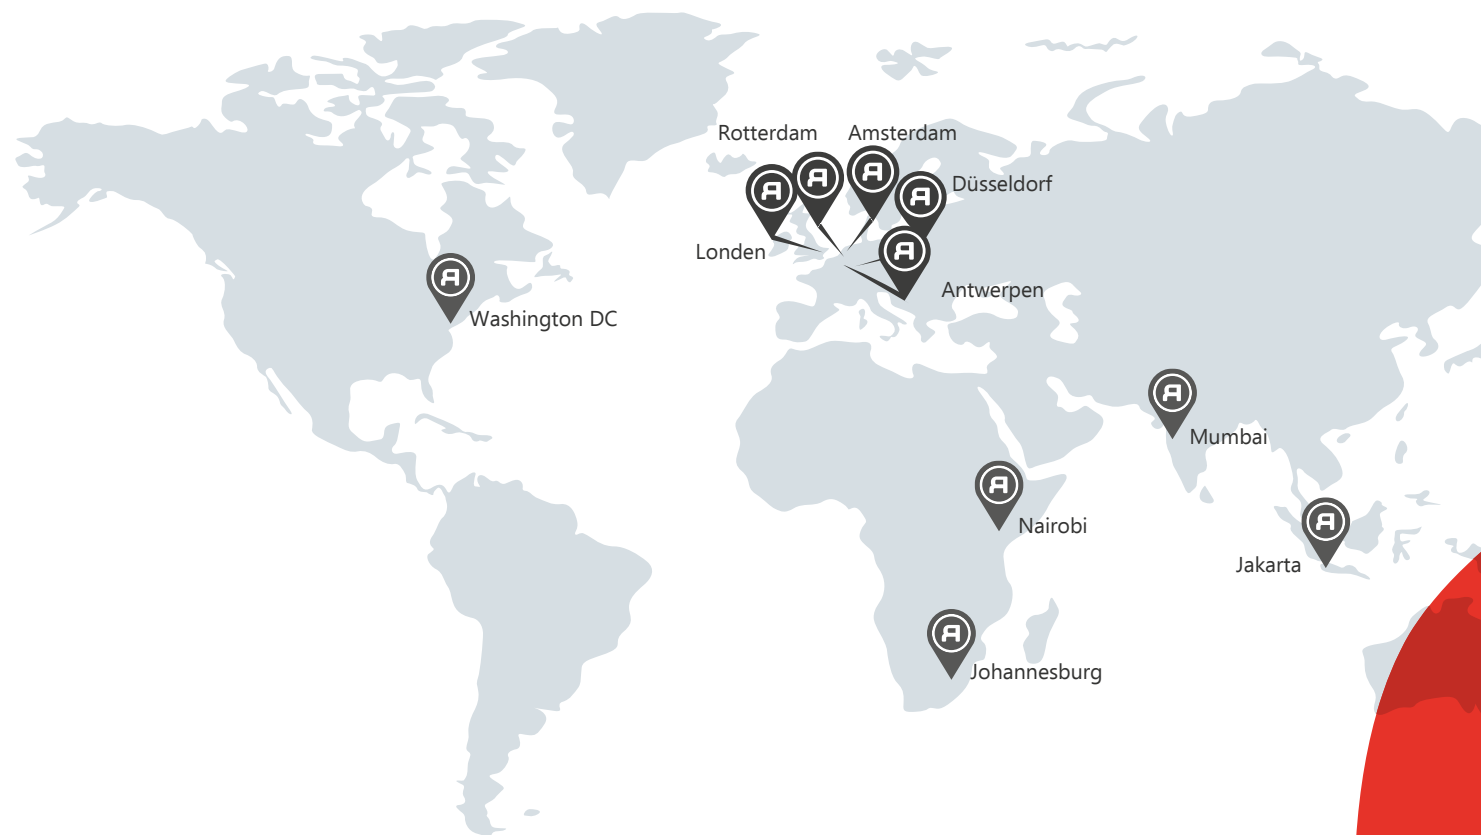 Rotterdam
Amsterdam
Düsseldorf
Londen
Antwerpen
Washington DC
Mumbai
Nairobi
Jakarta
Johannesburg